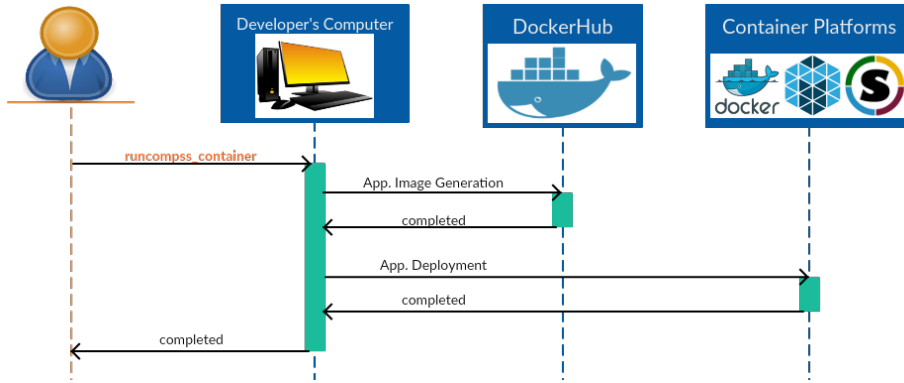 Developer's Computer
DockerHub
Container Platforms
docker
S
runcompss_container
App. Image Generation
completed
App. Deployment
completed
completed